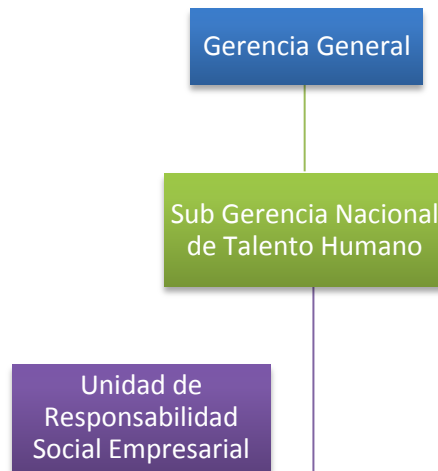 Gerencia General
Sub Gerencia Nacional
de Talento Humano
Unidad de
Responsabilidad
Social Empresarial